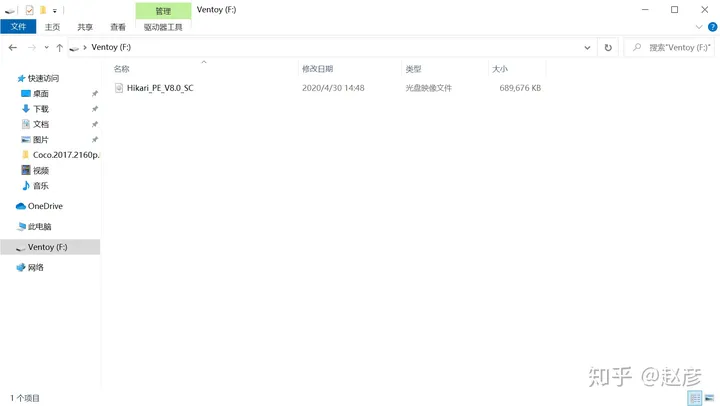 管理
Ventoy (F:)
文件
主页
共享
查看
驱动器工具
Ventoy (F:)
搜索"Ventoy (F:)"
名称
修改日期
类型
大小
Hikari_PE_V8.0_SC
2020/4/30 14:48
光盘映像文件
689,676 KB
快速访问
桌面
下载
文档
图片
Coco.2017.2160p.
视频
音乐
OneDrive
此电脑
Ventoy (F:)
网络
1 个项目
知乎 @赵彦